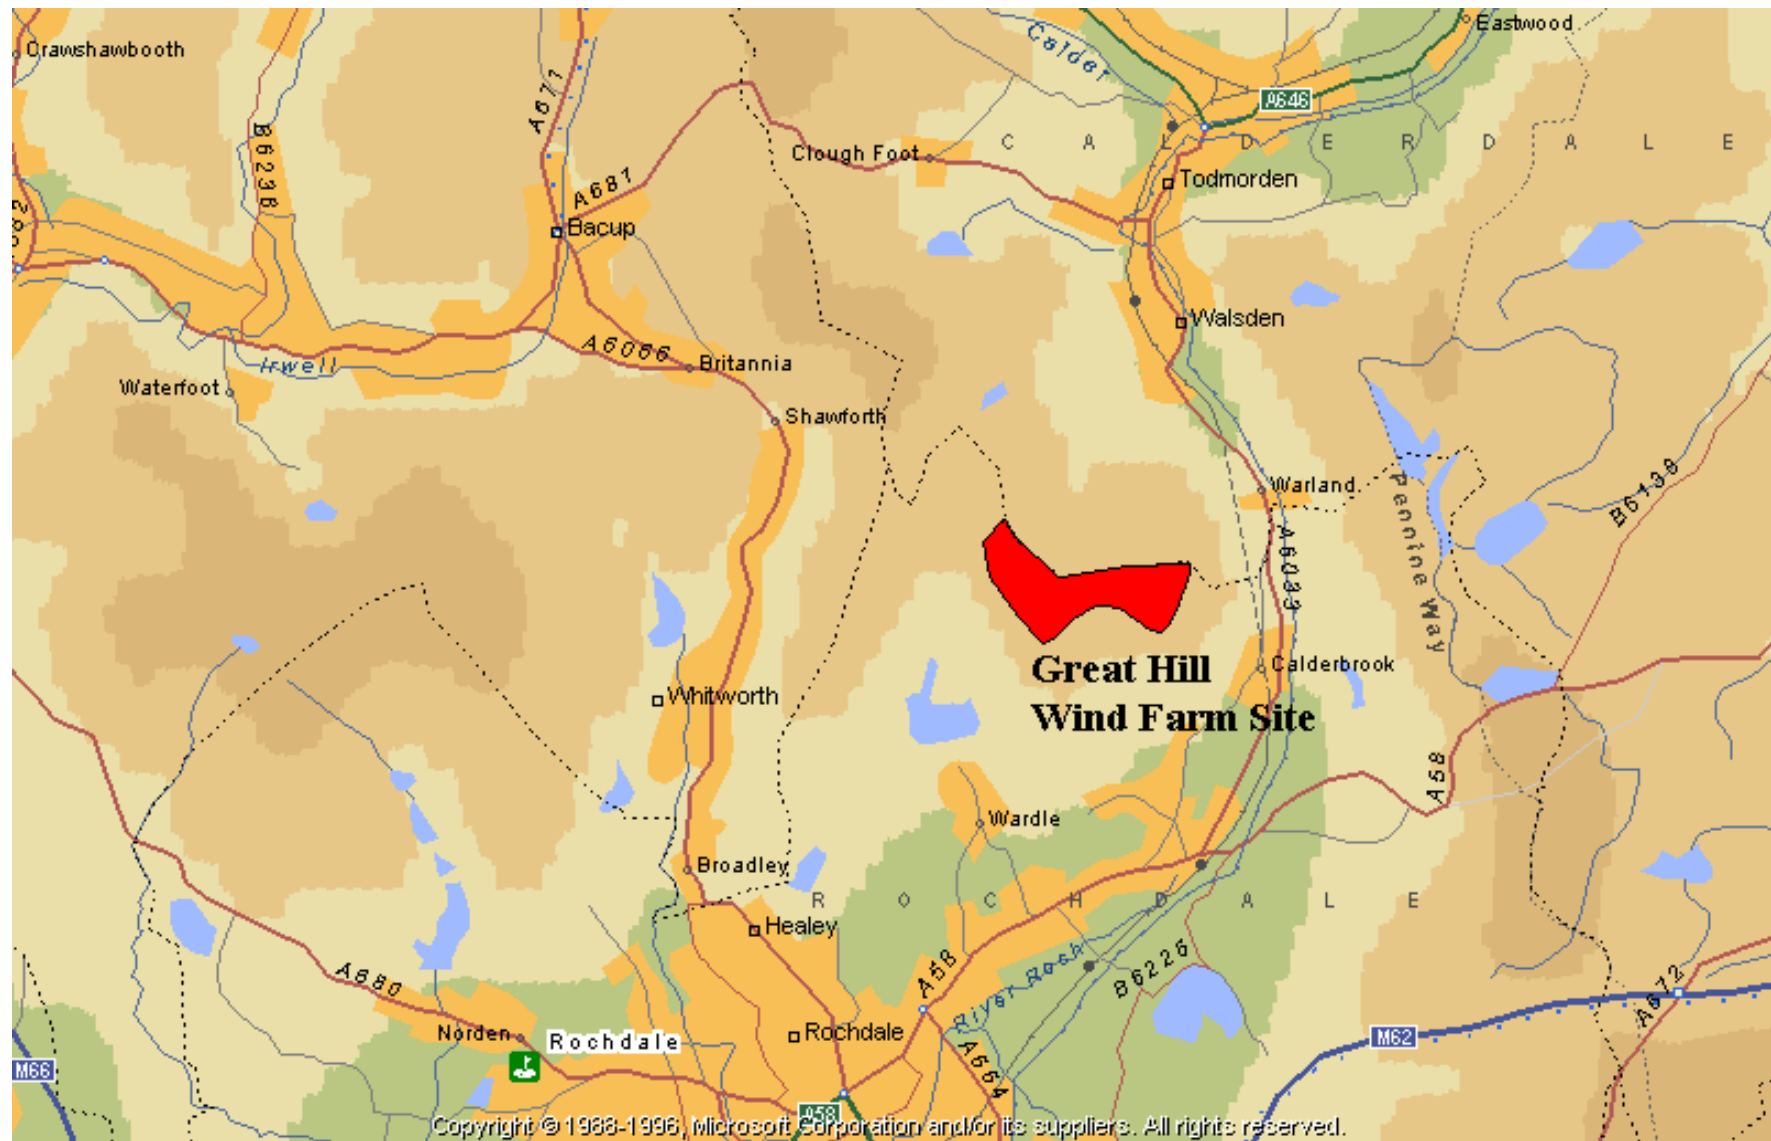 Eastwood
Crawshawbooth
Calder
A671
A646
B6238
C A L D E R D A L E
Clough Foot
Todmorden
A681
Bacup
Walsden
A6066
Britannia
Irwell
Waterfoot
Shawforth
Warland
Pennine Way
B6138
A6033
Great Hill
Wind Farm Site
Calderbrook
Whitworth
A58
Wardle
Broadley
R O C H D A L E
Healey
A680
A58
River Roch
B6225
A672
Norden
Rochdale
Rochdale
M62
M66
A664
A58
Copyright © 1988-1996, Microsoft Corporation and/or its suppliers. All rights reserved.